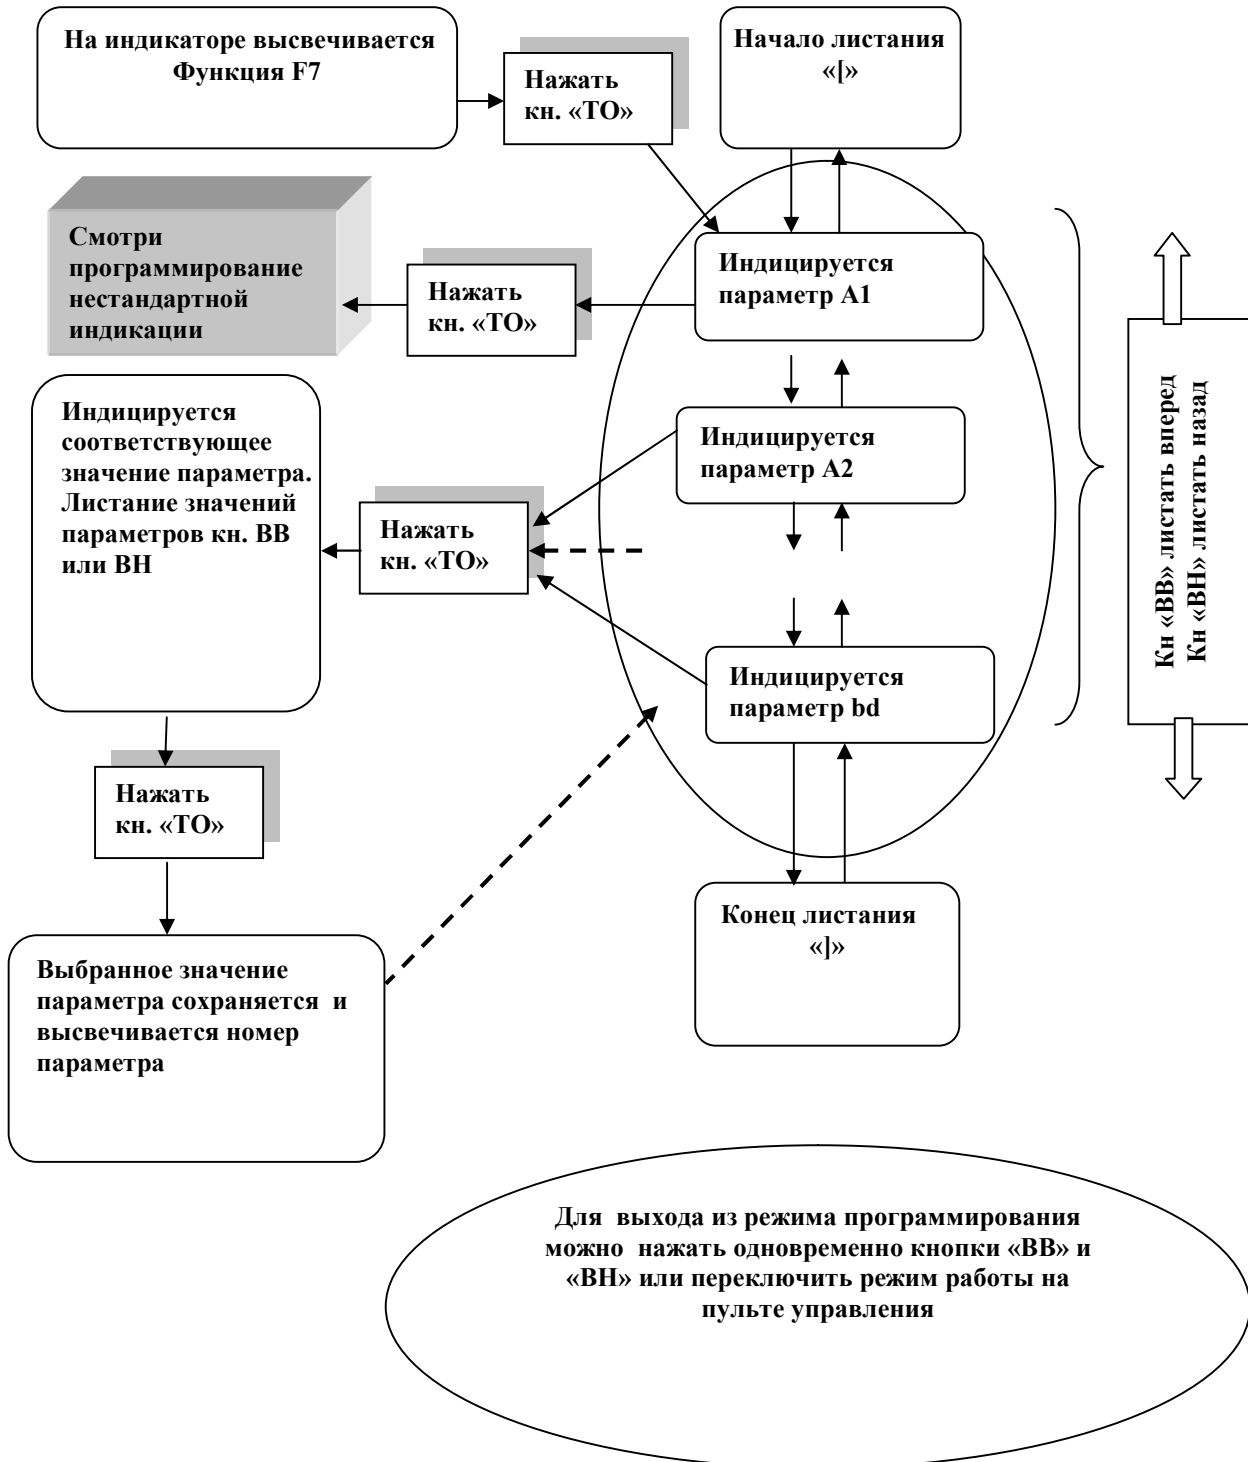 На индикаторе высвечивается
Функция F7
Нажать
кн. «ТО»
Начало листания
«[»
Смотри
программирование
нестандартной
индикации
Нажать
кн. «ТО»
Индицируется
параметр А1
Индицируется
соответствующее
значение параметра.
Листание значений
параметров кн. ВВ
или ВН
Нажать
кн. «ТО»
Индицируется
параметр А2
Индицируется
параметр bd
Кн «ВВ» листать вперед
Кн «ВН» листать назад
Нажать
кн. «ТО»
Конец листания
«]»
Выбранное значение
параметра сохраняется и
высвечивается номер
параметра
Для выхода из режима программирования
можно нажать одновременно кнопки «ВВ» и
«ВН» или переключить режим работы на
пульте управления